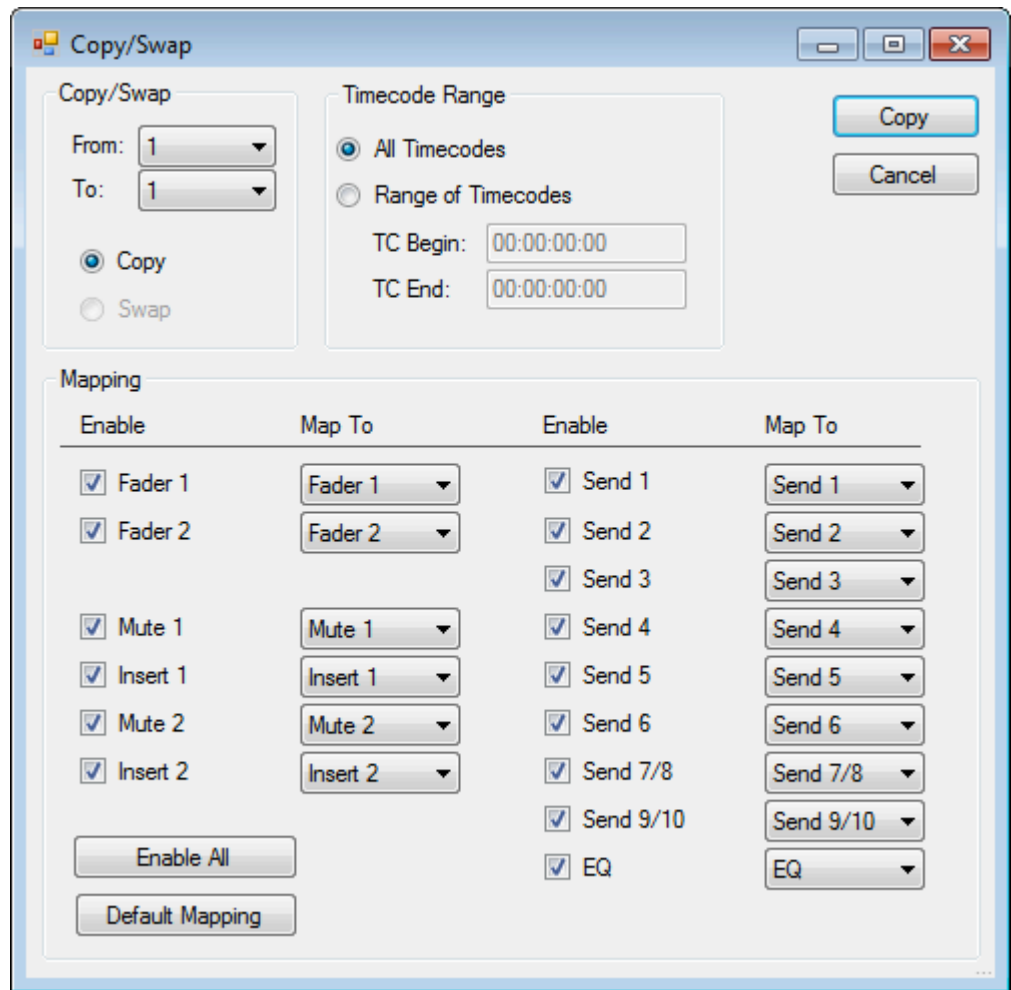 Copy/Swap
Copy/Swap
From: 1
To: 1
Copy
Swap
Timecode Range
All Timecodes
Range of Timecodes
TC Begin: 00:00:00:00
TC End: 00:00:00:00
Copy
Cancel
Mapping
Enable Map To Enable Map To
Fader 1 Fader 1 Send 1 Send 1
Fader 2 Fader 2 Send 2 Send 2
Send 3 Send 3
Mute 1 Mute 1 Send 4 Send 4
Insert 1 Insert 1 Send 5 Send 5
Mute 2 Mute 2 Send 6 Send 6
Insert 2 Insert 2 Send 7/8 Send 7/8
Send 9/10 Send 9/10
Enable All EQ EQ
Default Mapping